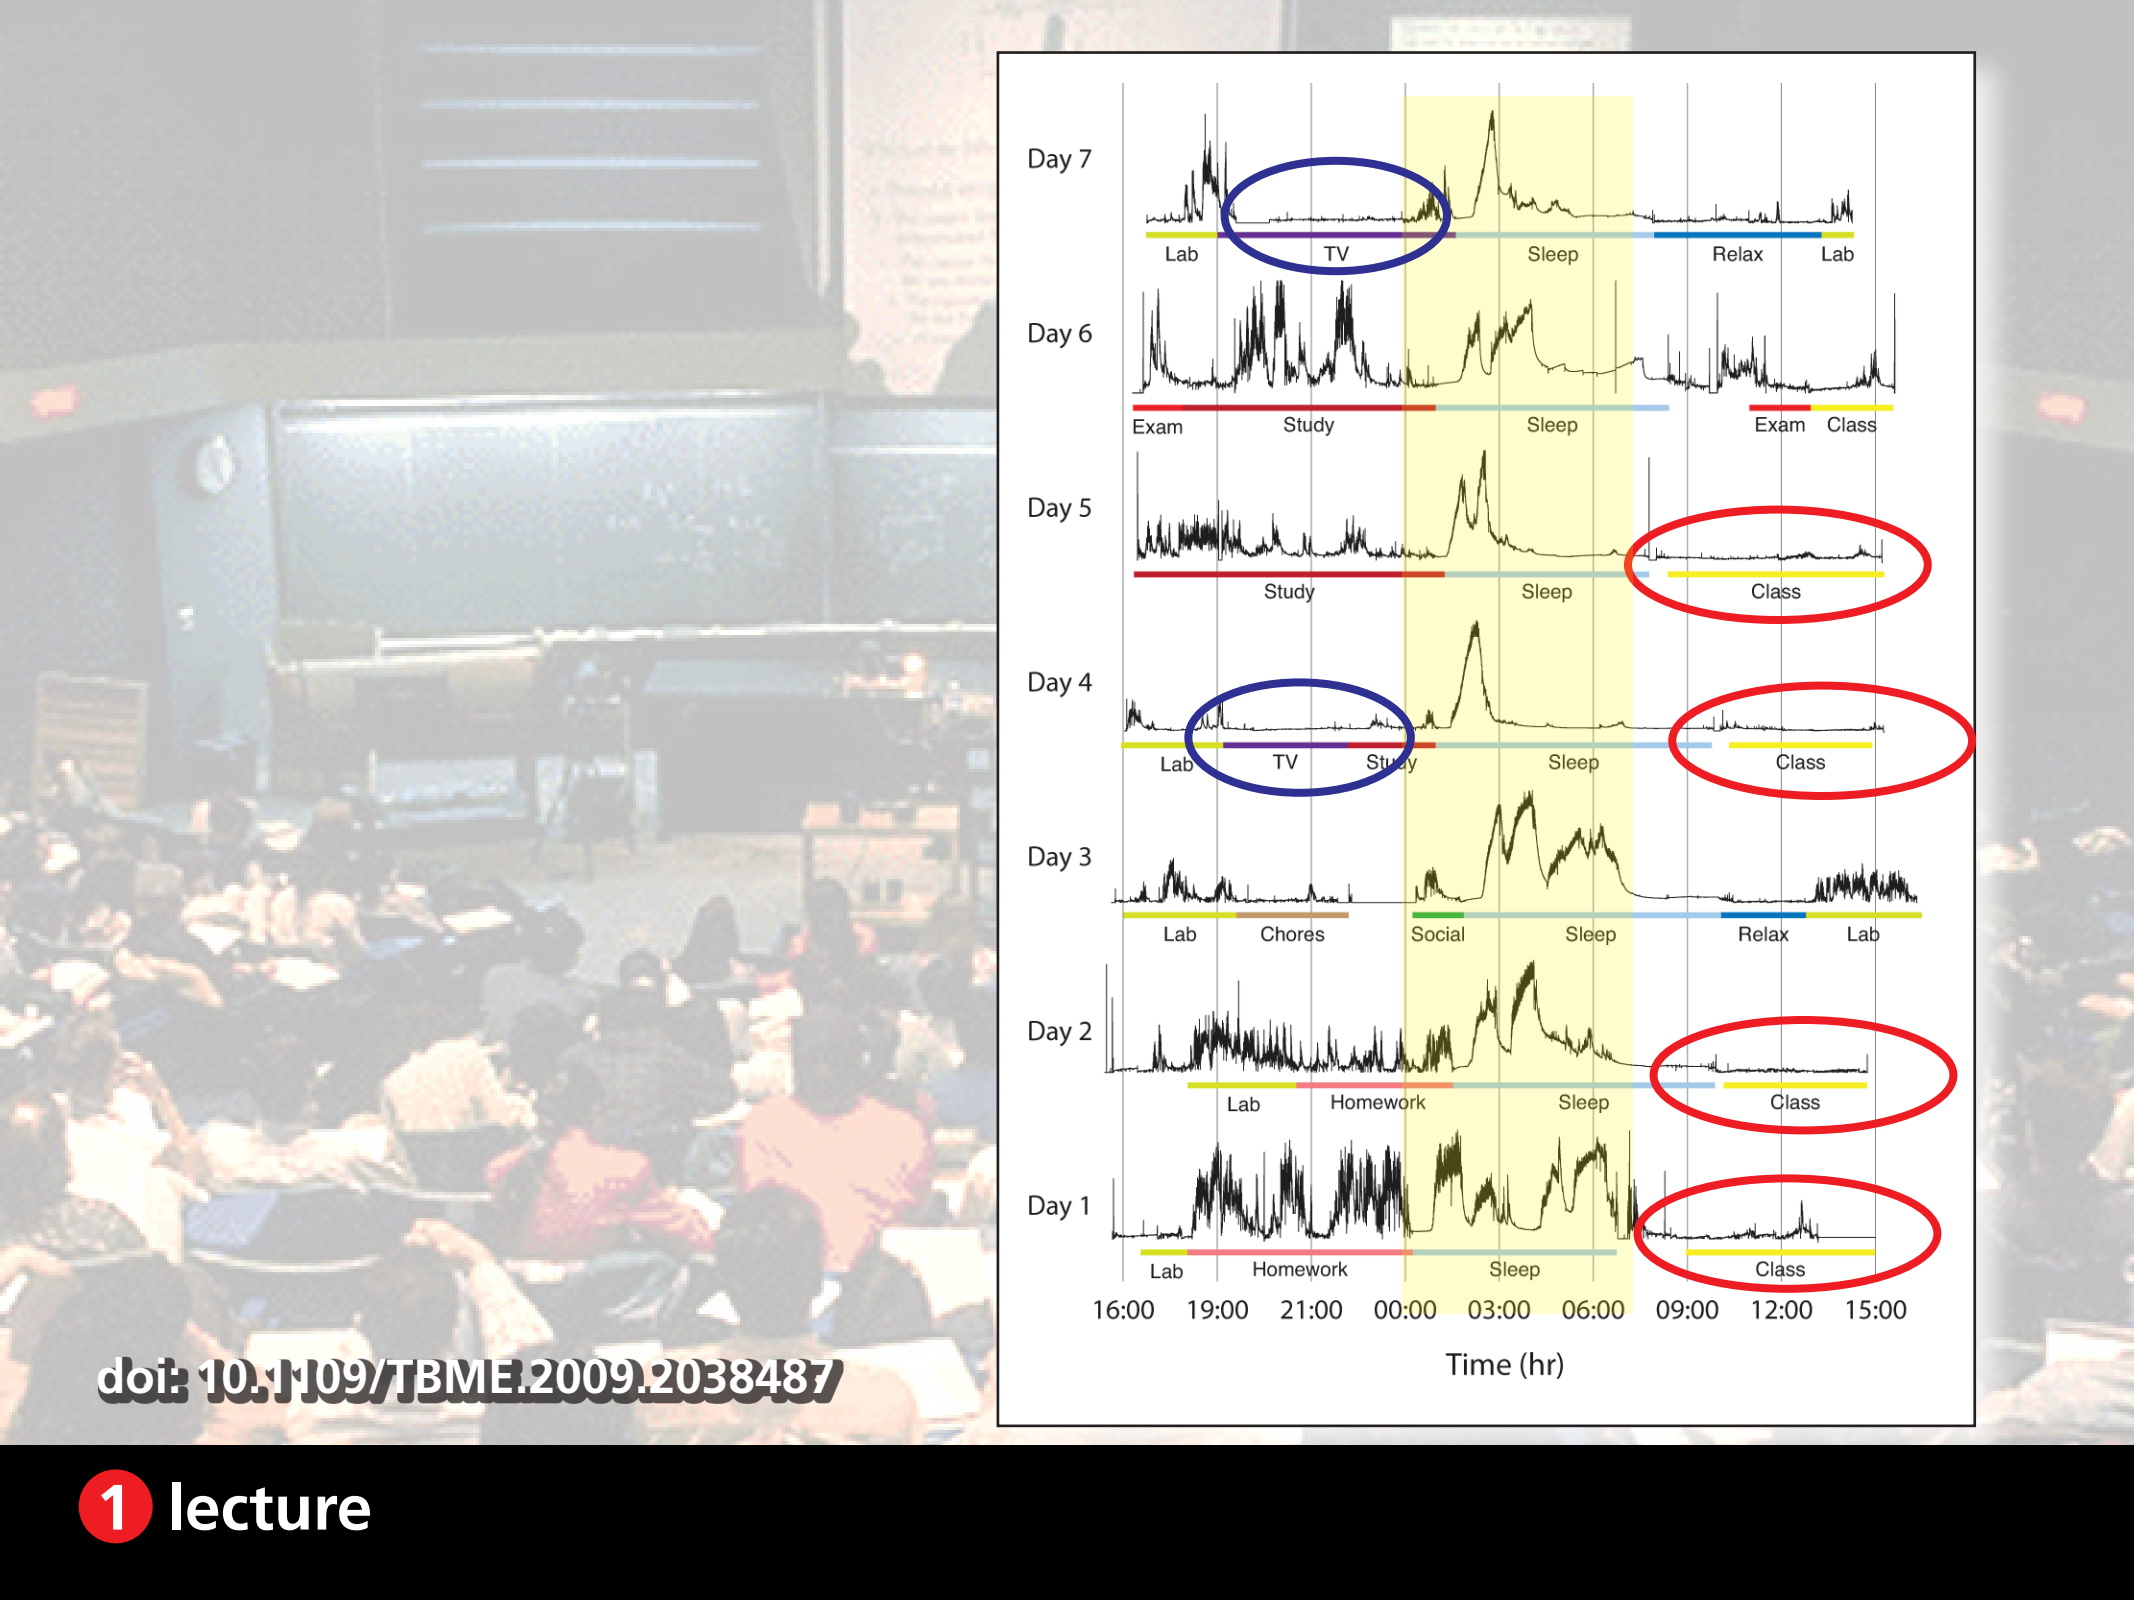 Day 7
Lab TV Sleep Relax Lab
Day 6
Exam Study Sleep Exam Class
Day 5
Study Sleep Class
Day 4
Lab TV Study Sleep Class
Day 3
Lab Chores Social Sleep Relax Lab
Day 2
Lab Homework Sleep Class
Day 1
Lab Homework Sleep Class
16:00 19:00 21:00 00:00 03:00 06:00 09:00 12:00 15:00
Time (hr)
doi: 10.1109/TBME.2009.2038487
1 lecture